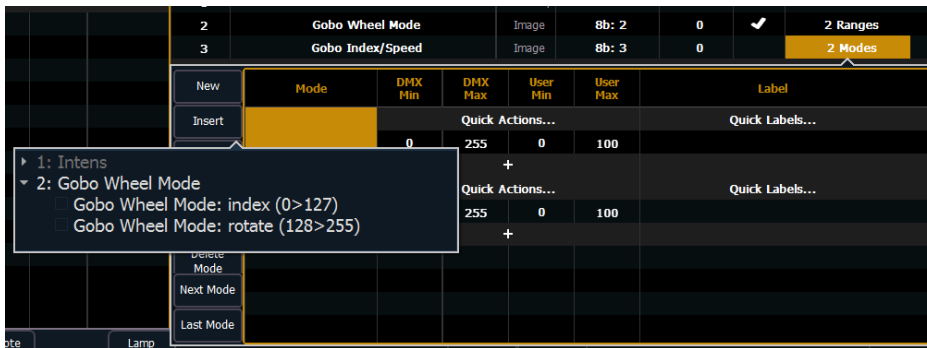 2 Gobo Wheel Mode Image 8b: 2 0 2 Ranges
3 Gobo Index/Speed Image 8b: 3 0 2 Modes
New Mode DMX Min DMX Max User Min User Max Label
Insert Quick Actions... Quick Labels...
0 255 0 100
1: Intens +
2: Gobo Wheel Mode Quick Actions... Quick Labels...
Gobo Wheel Mode: index (0>127) 255 0 100
Gobo Wheel Mode: rotate (128>255) +
Delete Mode
Next Mode
Last Mode
Lamp